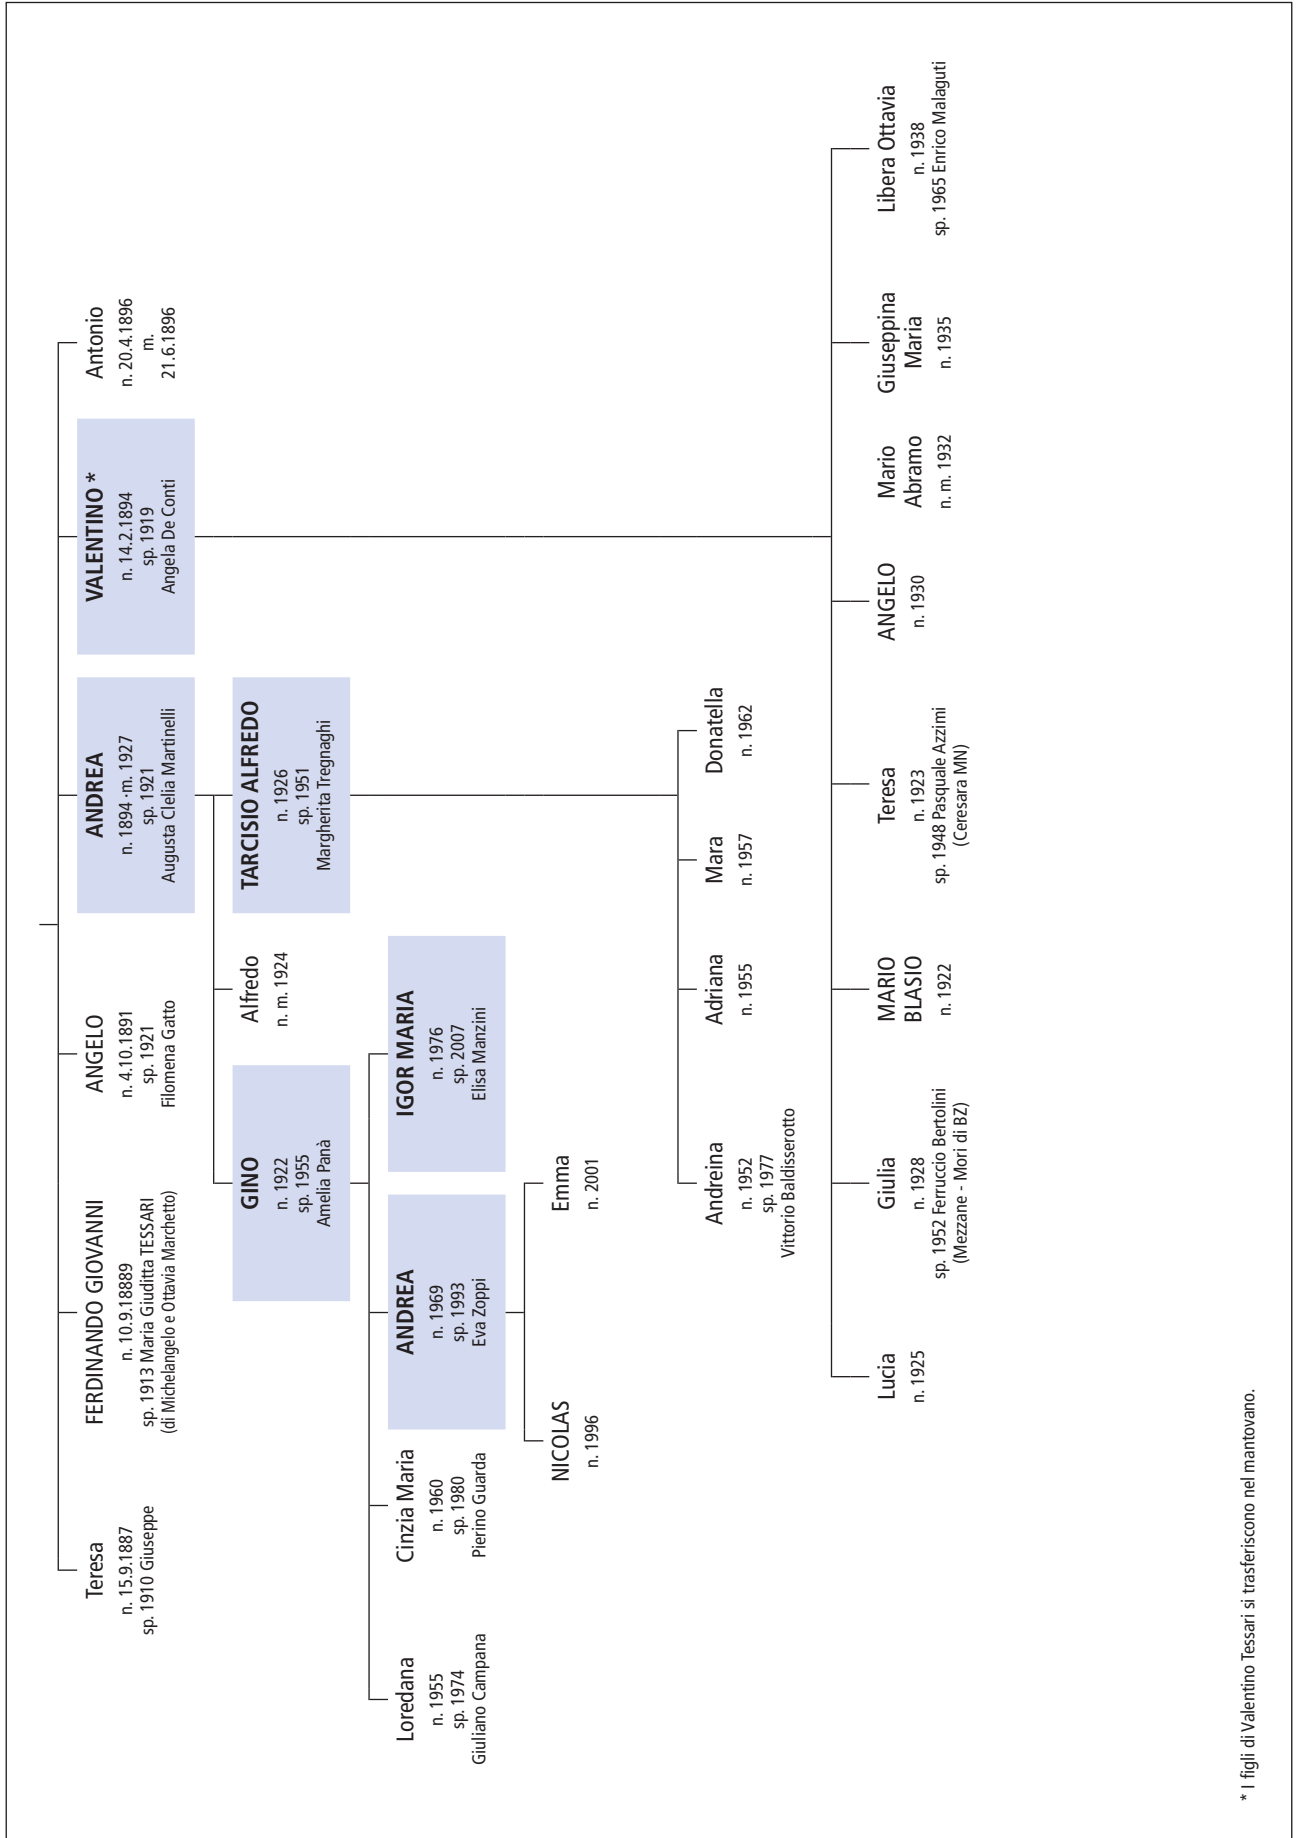 Teresa
n. 15.9.1887
sp. 1910 Giuseppe
FERDINANDO GIOVANNI
n. 10.9.18889
sp. 1913 Maria Giuditta TESSARI
(di Michelangelo e Ottavia Marchetto)
ANGELO
n. 4.10.1891
sp. 1921
Filomena Gatto
ANDREA
n. 1894 -m. 1927
sp. 1921
Augusta Clelia Martinelli
VALENTINO *
n. 14.2.1894
sp. 1919
Angela De Conti
Antonio
n. 20.4.1896
m.
21.6.1896
GINO
n. 1922
sp. 1955
Amelia Panà
Alfredo
n. m. 1924
TARCISIO ALFREDO
n. 1926
sp. 1951
Margherita Tregnaghi
Loredana
n. 1955
sp. 1974
Giuliano Campana
Cinzia Maria
n. 1960
sp. 1980
Pierino Guarda
ANDREA
n. 1969
sp. 1993
Eva Zoppi
IGOR MARIA
n. 1976
sp. 2007
Elisa Manzini
NICOLAS
n. 1996
Emma
n. 2001
Andreina
n. 1952
sp. 1977
Vittorio Baldisserotto
Adriana
n. 1955
Mara
n. 1957
Donatella
n. 1962
Lucia
n. 1925
Giulia
n. 1928
sp. 1952 Ferruccio Bertolini
(Mezzane - Mori di BZ)
MARIO
BLASIO
n. 1922
Teresa
n. 1923
sp. 1948 Pasquale Azzimi
(Ceresara MN)
ANGELO
n. 1930
Mario
Abramo
n. m. 1932
Giuseppina
Maria
n. 1935
Libera Ottavia
n. 1938
sp. 1965 Enrico Malaguti
* I figli di Valentino Tessari si trasferiscono nel mantovano.